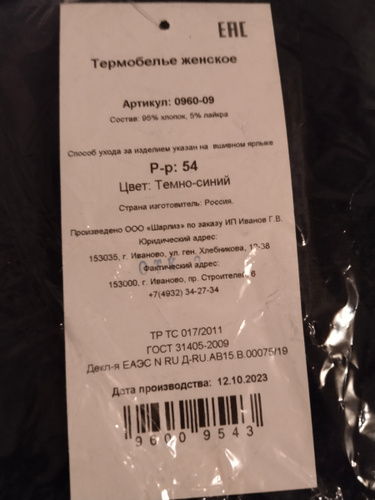 EAC
Термобелье женское
Артикул: 0960-09
Состав: 95% хлопок, 5% лайкра
Способ ухода за изделием указан на вшивном ярлыке
Р-р: 54
Цвет: Темно-синий
Страна изготовитель: Россия.
Произведено ООО «Шарлиз» по заказу ИП Иванов Г.В.
Юридический адрес:
153035, г. Иваново, ул. ген. Хлебникова, 12-38
Фактический адрес:
153000, г. Иваново, пр. Строителей, 6
+7(4932) 34-27-34
ТР ТС 017/2011
ГОСТ 31405-2009
Декл-я ЕАЭС N RU Д-RU.АВ15.В.00075/19
Дата производства: 12.10.2023
9600 9543